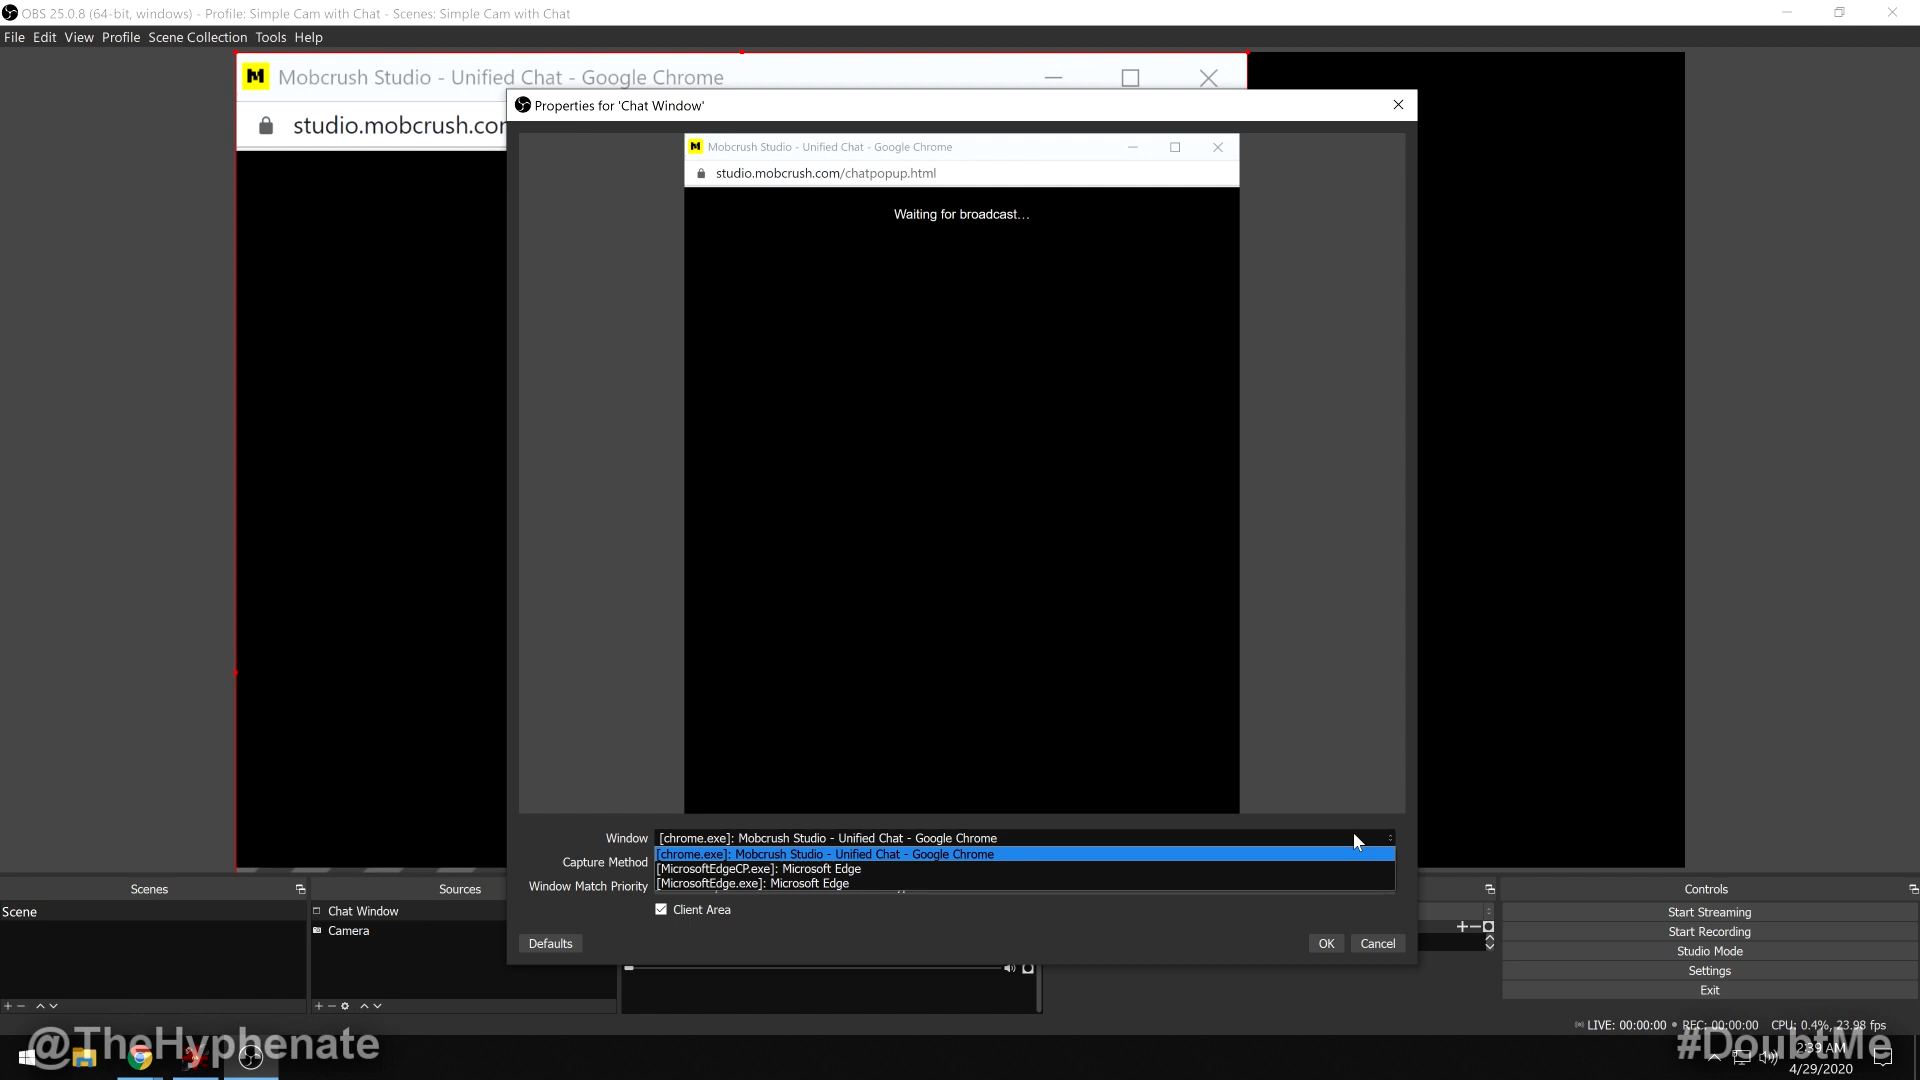 OBS 25.0.8 (64-bit, windows) - Profile: Simple Cam with Chat - Scenes: Simple Cam with Chat
File Edit View Profile Scene Collection Tools Help
Mobcrush Studio - Unified Chat - Google Chrome
studio.mobcrush.com
Properties for 'Chat Window'
Mobcrush Studio - Unified Chat - Google Chrome
studio.mobcrush.com/chatpopup.html
Waiting for broadcast...
Window [chrome.exe]: Mobcrush Studio - Unified Chat - Google Chrome
[chrome.exe]: Mobcrush Studio - Unified Chat - Google Chrome
Capture Method
[MicrosoftEdgeCP.exe]: Microsoft Edge
Window Match Priority
[MicrosoftEdge.exe]: Microsoft Edge
Client Area
Defaults
OK
Cancel
Scenes
Scene
Sources
Chat Window
Camera
Controls
Start Streaming
Start Recording
Studio Mode
Settings
Exit
LIVE: 00:00:00 REC: 00:00:00 CPU: 0.4%, 23.98 fps
@TheHyphenate
#DoubtMe
2:39 AM
4/29/2020